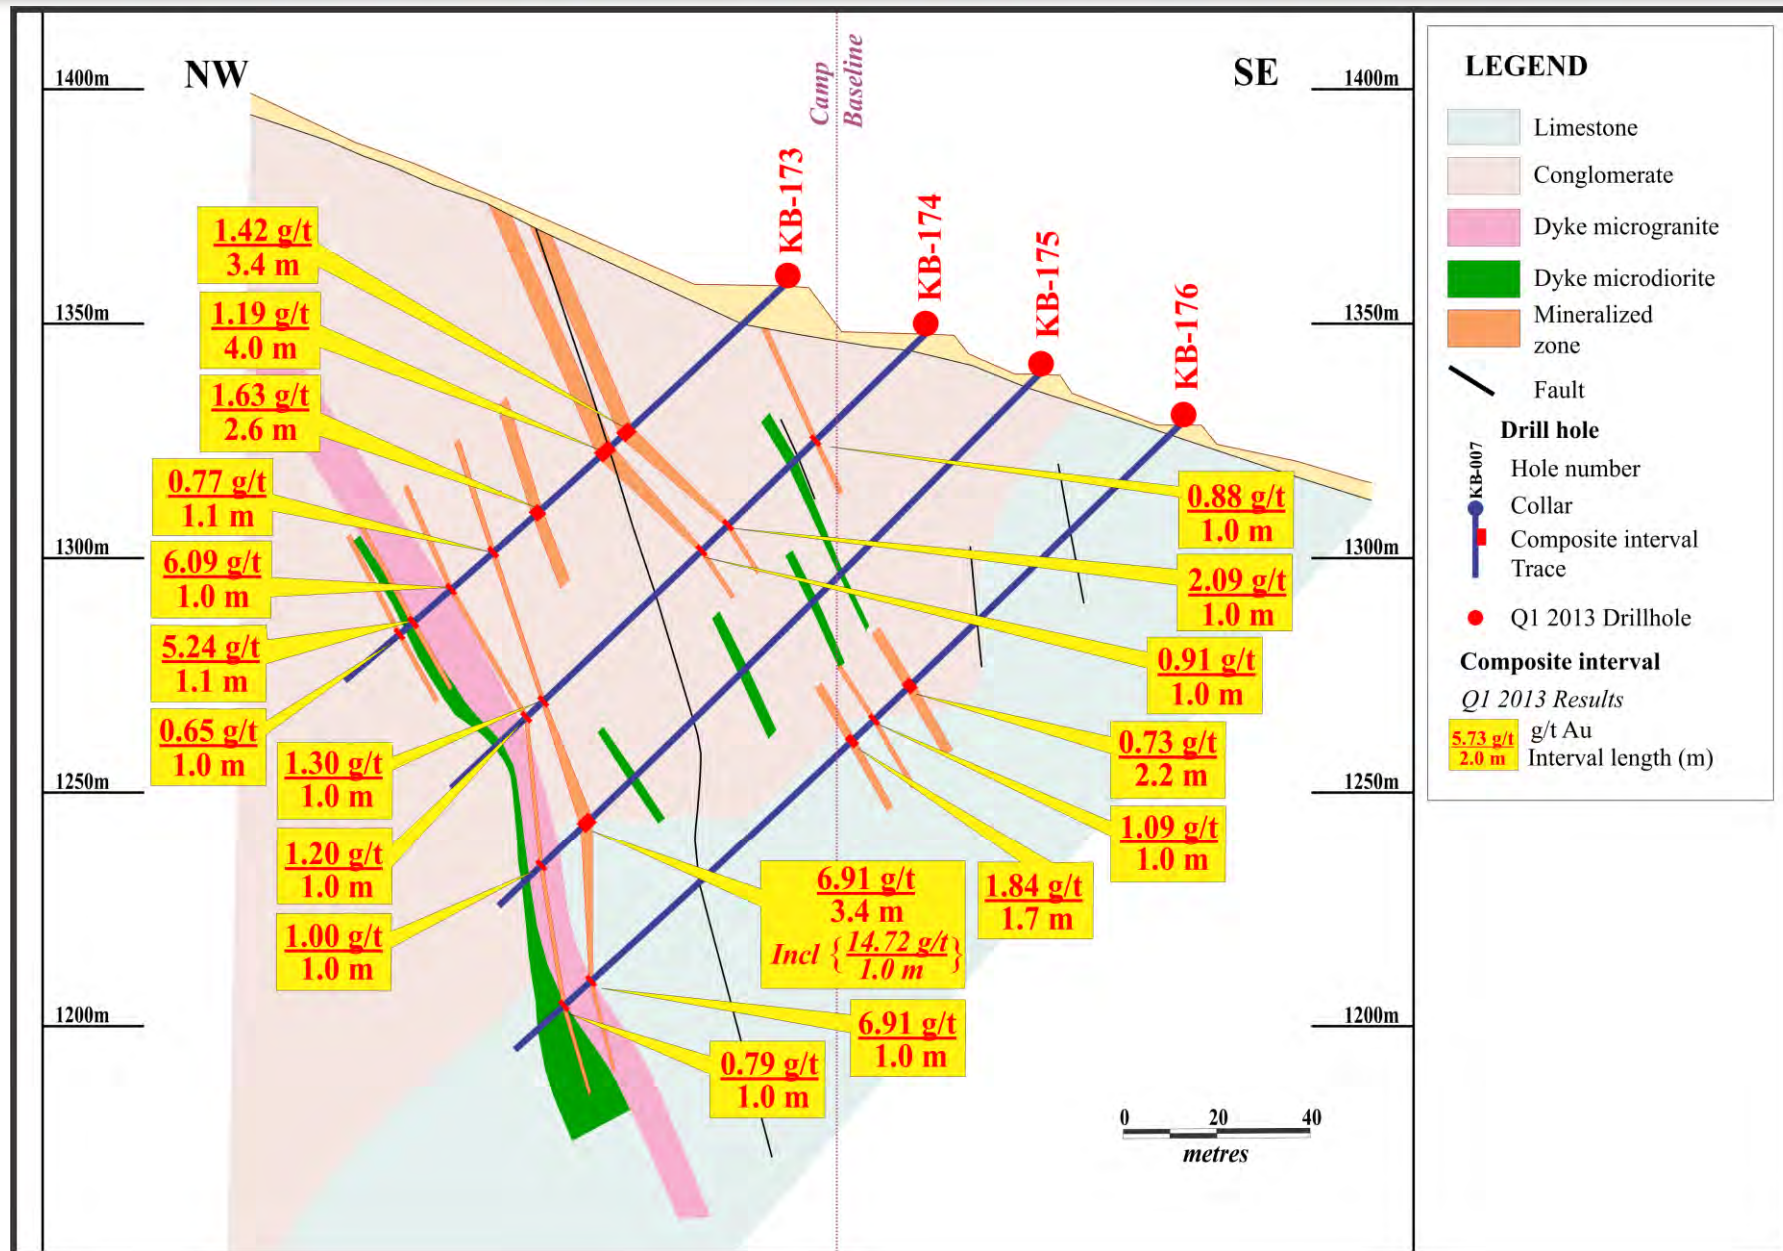 NW
SE
Camp
Baseline
1400m
1350m
1300m
1250m
1200m
1400m
1350m
1300m
1250m
1200m
KB-173
KB-174
KB-175
KB-176
1.42 g/t
3.4 m
1.19 g/t
4.0 m
1.63 g/t
2.6 m
0.77 g/t
1.1 m
6.09 g/t
1.0 m
5.24 g/t
1.1 m
0.65 g/t
1.0 m
1.30 g/t
1.0 m
1.20 g/t
1.0 m
1.00 g/t
1.0 m
0.88 g/t
1.0 m
2.09 g/t
1.0 m
0.91 g/t
1.0 m
0.73 g/t
2.2 m
1.09 g/t
1.0 m
1.84 g/t
1.7 m
6.91 g/t
3.4 m
Incl { 14.72 g/t }
1.0 m
6.91 g/t
1.0 m
0.79 g/t
1.0 m
0 20 40
metres
LEGEND
Limestone
Conglomerate
Dyke microgranite
Dyke microdiorite
Mineralized
zone
Fault
Drill hole
KB-007
Hole number
Collar
Composite interval
Trace
Q1 2013 Drillhole
Composite interval
Q1 2013 Results
5.73 g/t
2.0 m
g/t Au
Interval length (m)